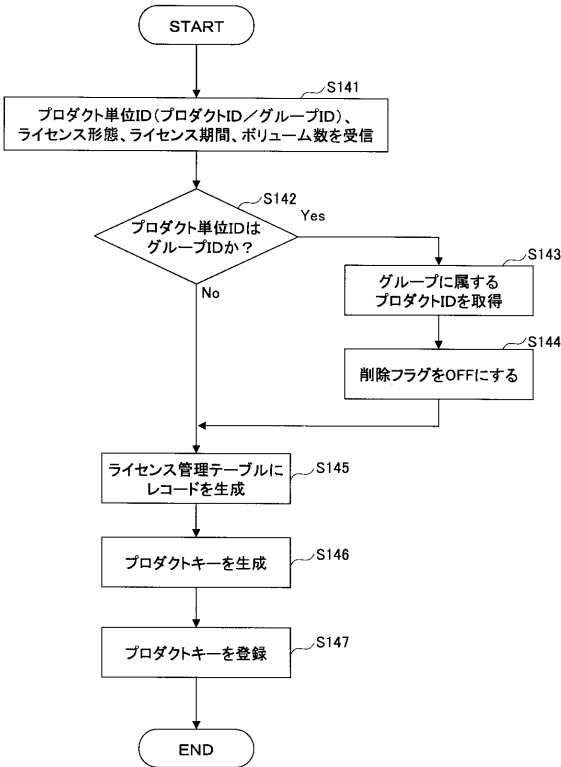 START
S141
プロダクト単位ID(プロダクトID/グループID)、
ライセンス形態、ライセンス期間、ボリューム数を受信
S142
プロダクト単位IDは
グループIDか?
Yes
No
S143
グループに属する
プロダクトIDを取得
S144
削除フラグをOFFにする
S145
ライセンス管理テーブルに
レコードを生成
S146
プロダクトキーを生成
S147
プロダクトキーを登録
END